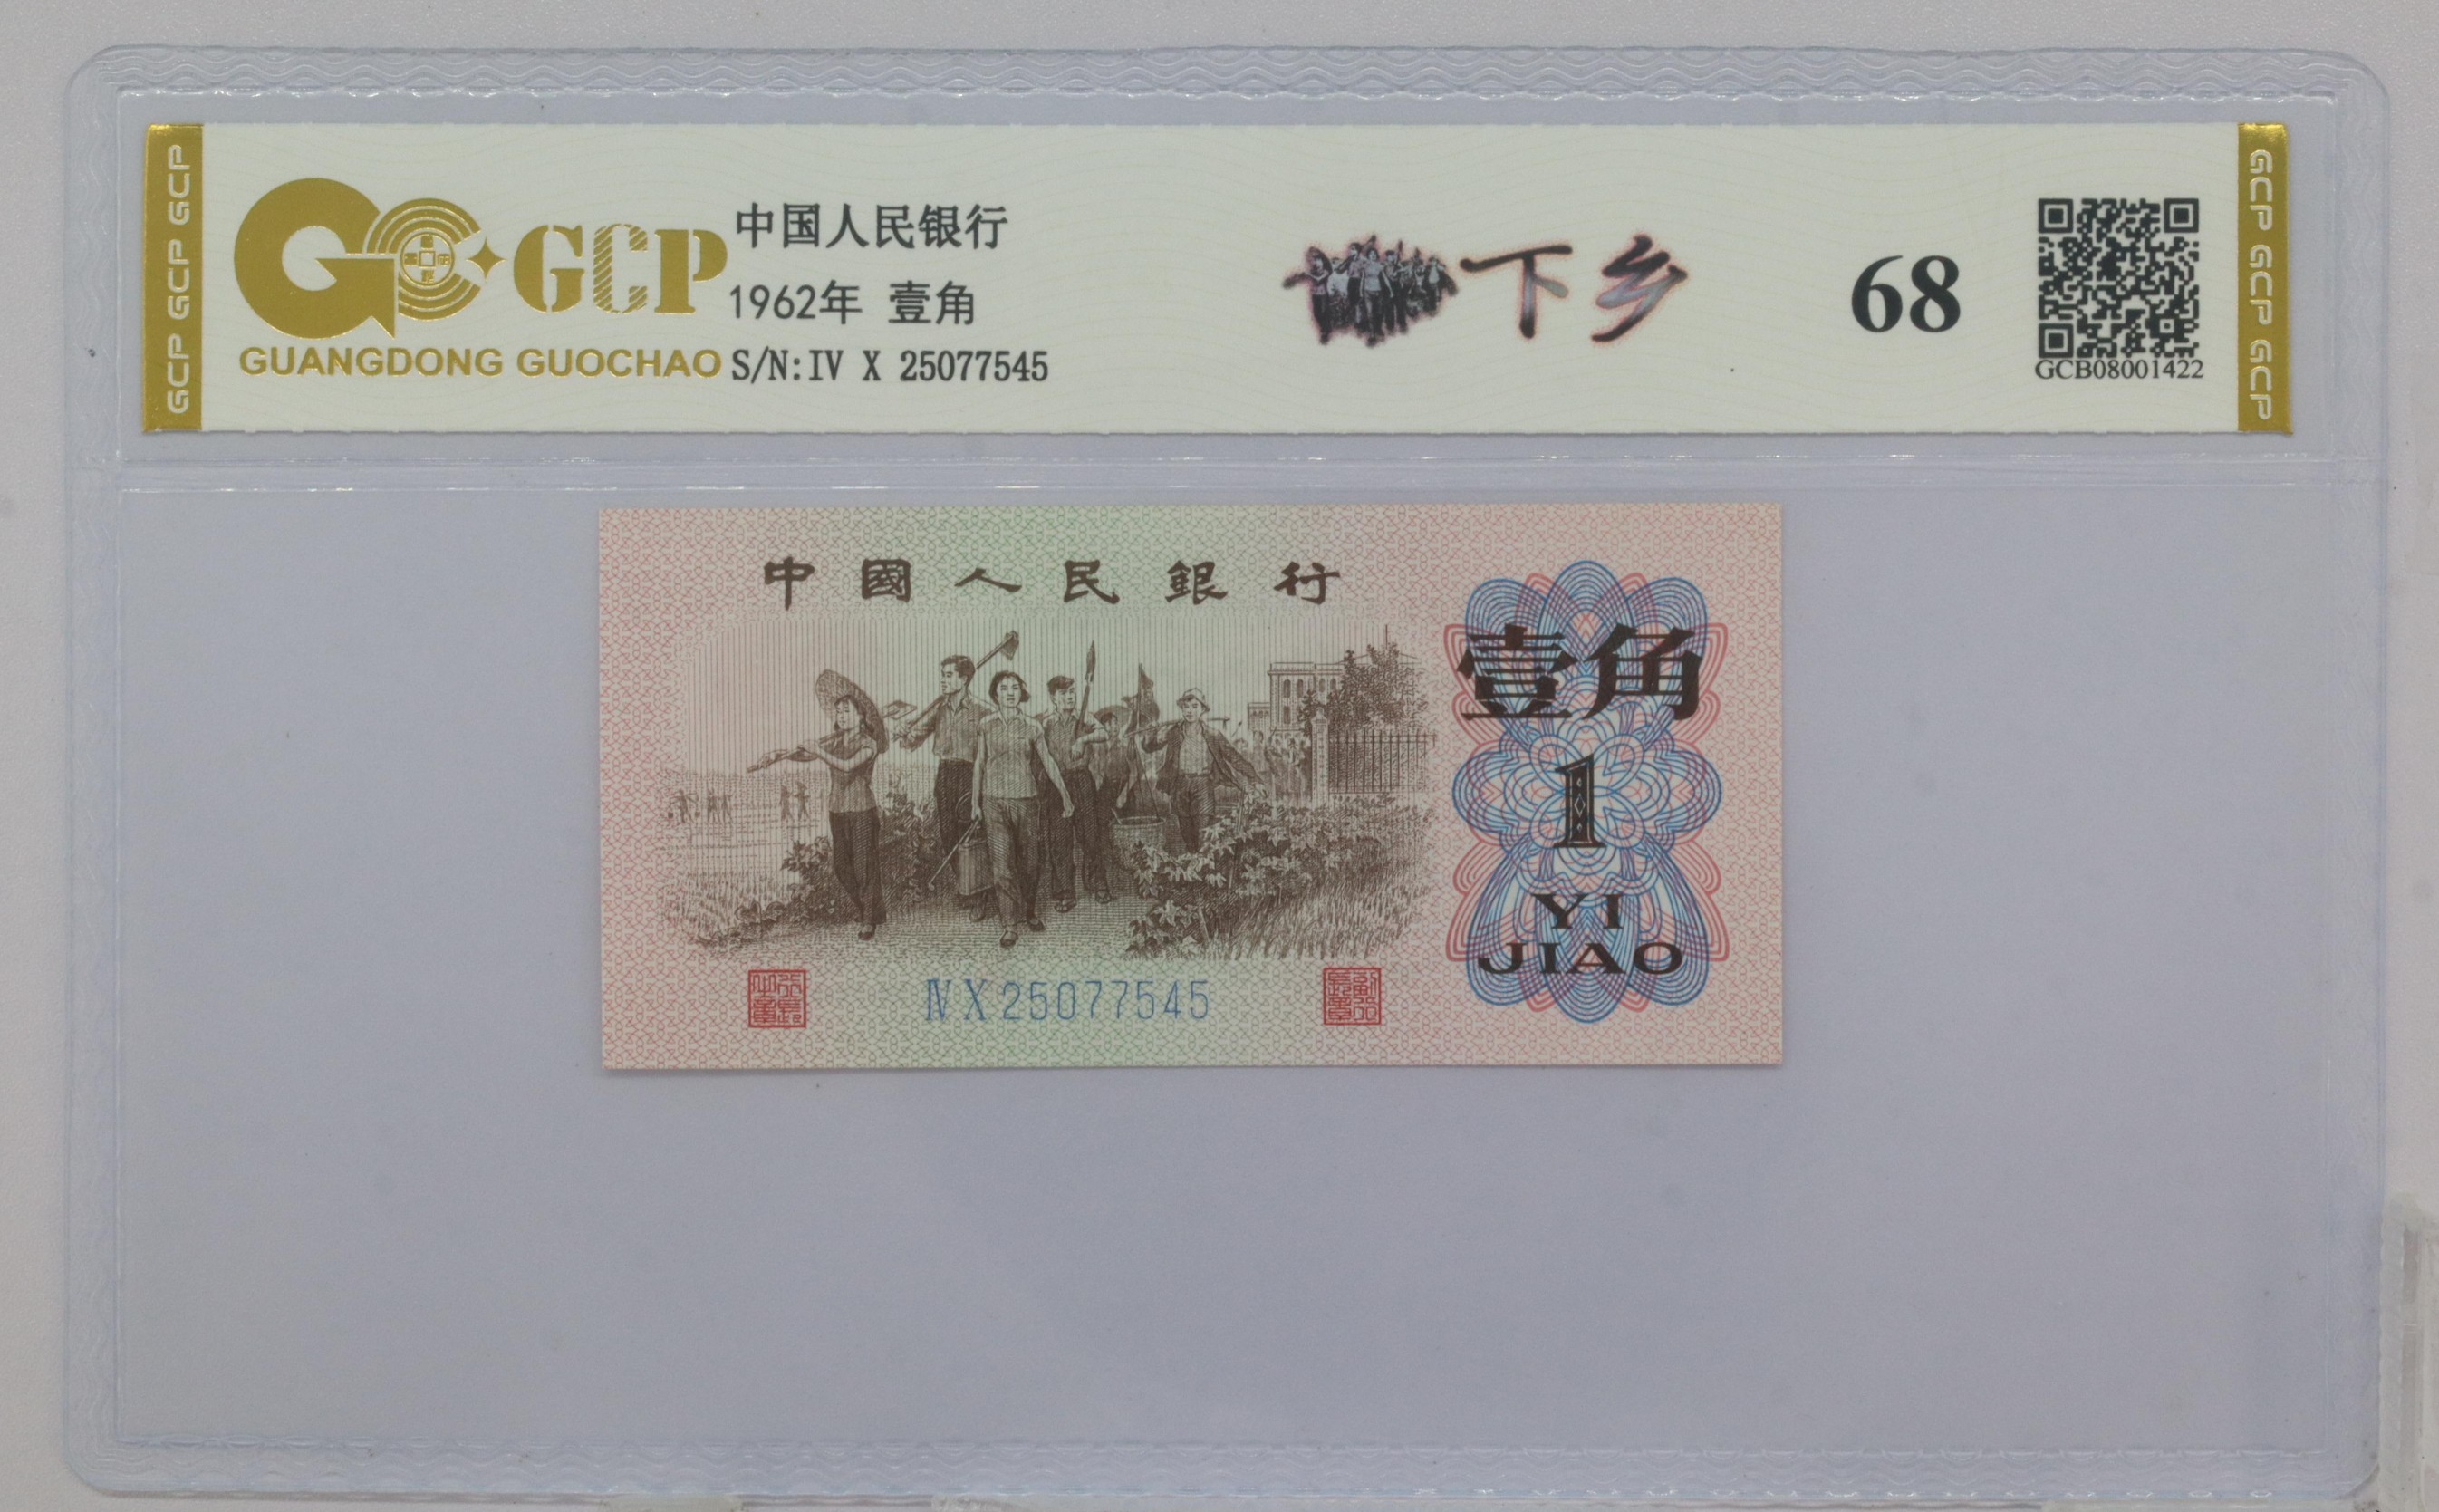 GCP GCP GCP
GCP
GUANGDONG GUOCHAO
中国人民银行
1962年 壹角
S/N:IV X 25077545
下乡
68
GCB08001422
GCP GCP GCP
中國人民銀行
壹角
1
YI
JIAO
ⅣX25077545